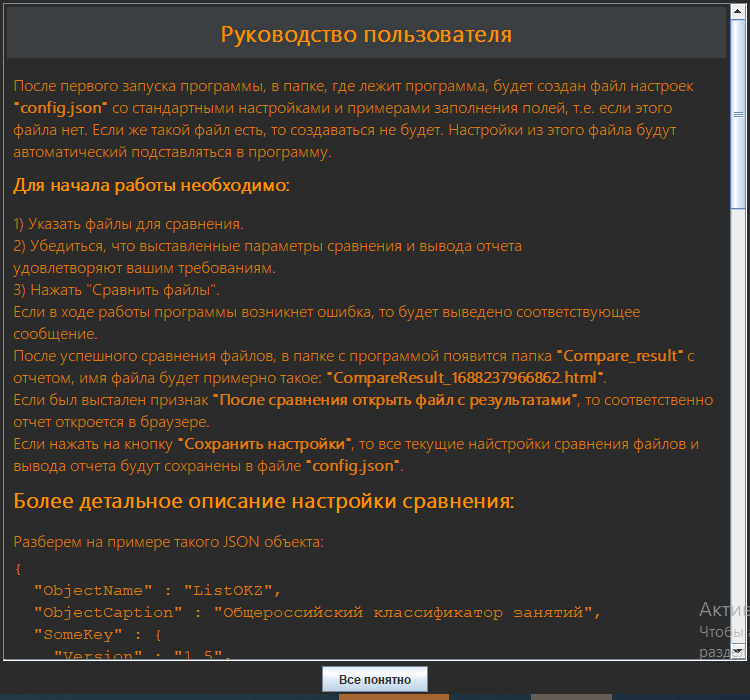 Руководство пользователя
После первого запуска программы, в папке, где лежит программа, будет создан файл настроек
"config.json" со стандартными настройками и примерами заполнения полей, т.е. если этого
файла нет. Если же такой файл есть, то создаваться не будет. Настройки из этого файла будут
автоматический подставляться в программу.
Для начала работы необходимо:
1) Указать файлы для сравнения.
2) Убедиться, что выставленные параметры сравнения и вывода отчета
удовлетворяют вашим требованиям.
3) Нажать "Сравнить файлы".
Если в ходе работы программы возникнет ошибка, то будет выведено соответствующее
сообщение.
После успешного сравнения файлов, в папке с программой появится папка "Compare_result" с
отчетом, имя файла будет примерно такое: "CompareResult_1688237966862.html".
Если был выстален признак "После сравнения открыть файл с результатами", то соответственно
отчет откроется в браузере.
Если нажать на кнопку "Сохранить настройки", то все текущие найстройки сравнения файлов и
вывода отчета будут сохранены в файле "config.json".
Более детальное описание настройки сравнения:
Разберем на примере такого JSON объекта:
{
"ObjectName" : "ListOKZ",
"ObjectCaption" : "Общероссийский классификатор занятий",
"SomeKey" : {
"Version" : "1.5",
Чтобы
Все понятно